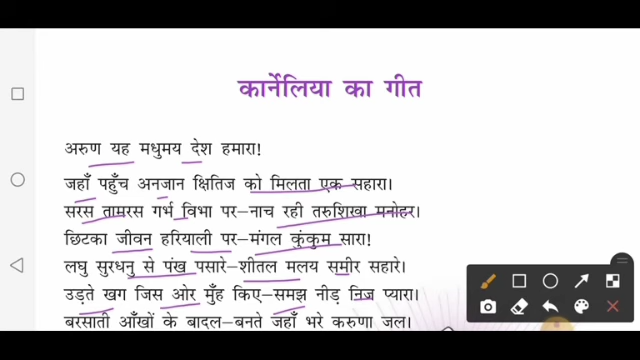 कार्नेलिया का गीत
अरुण यह मधुमय देश हमारा!
जहाँ पहुँच अनजान क्षितिज को मिलता एक सहारा।
सरस तामरस गर्भ विभा पर–नाच रही तरुशिखा मनोहर।
छिटका जीवन हरियाली पर–मंगल कुंकुम सारा!
लघु सुरधनु से पंख पसारे–शीतल मलय समीर सहारे।
उड़ते खग जिस ओर मुँह किए–समझ नीड़ निज प्यारा।
बरसाती आँखों के बादल–बनते जहाँ भरे करुणा जल।